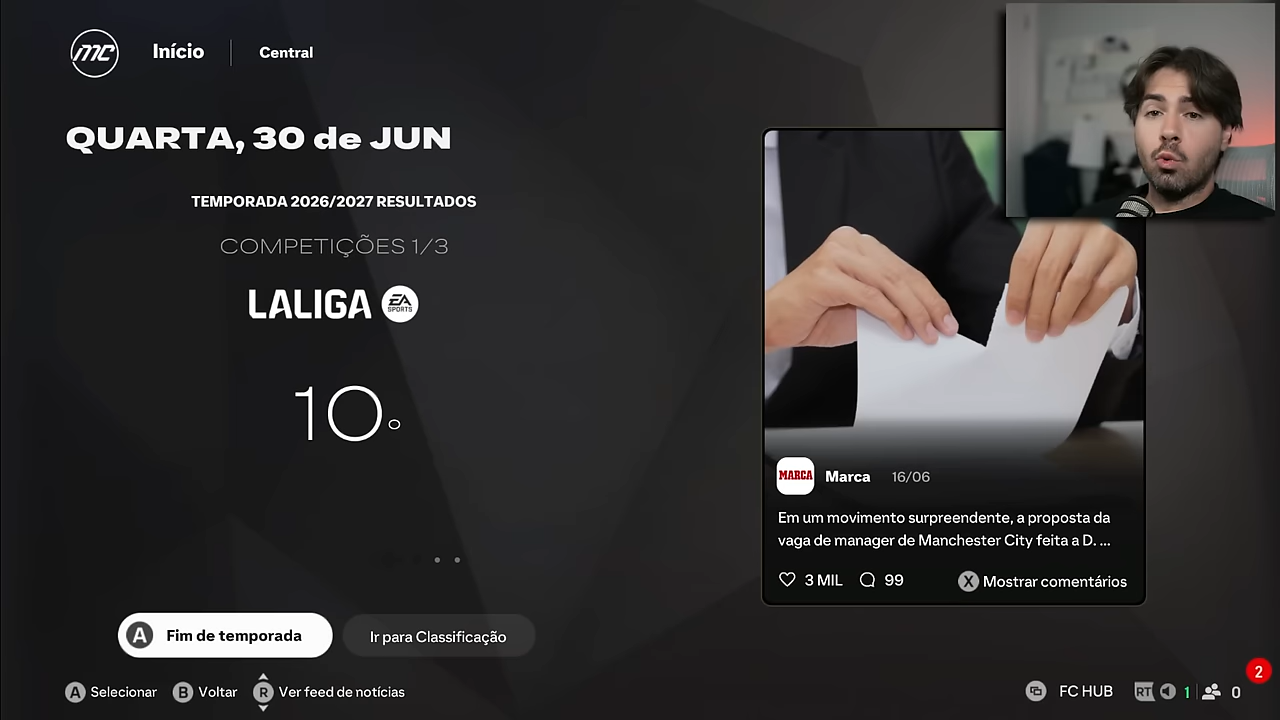 MC
Início
Central
QUARTA, 30 de JUN
TEMPORADA 2026/2027 RESULTADOS
COMPETIÇÕES 1/3
LALIGA EA SPORTS
10º
MARCA Marca 16/06
Em um movimento surpreendente, a proposta da
vaga de manager de Manchester City feita a D. ...
3 MIL 99 X Mostrar comentários
A Fim de temporada
Ir para Classificação
A Selecionar B Voltar R Ver feed de notícias
FC HUB RT 1 0 2